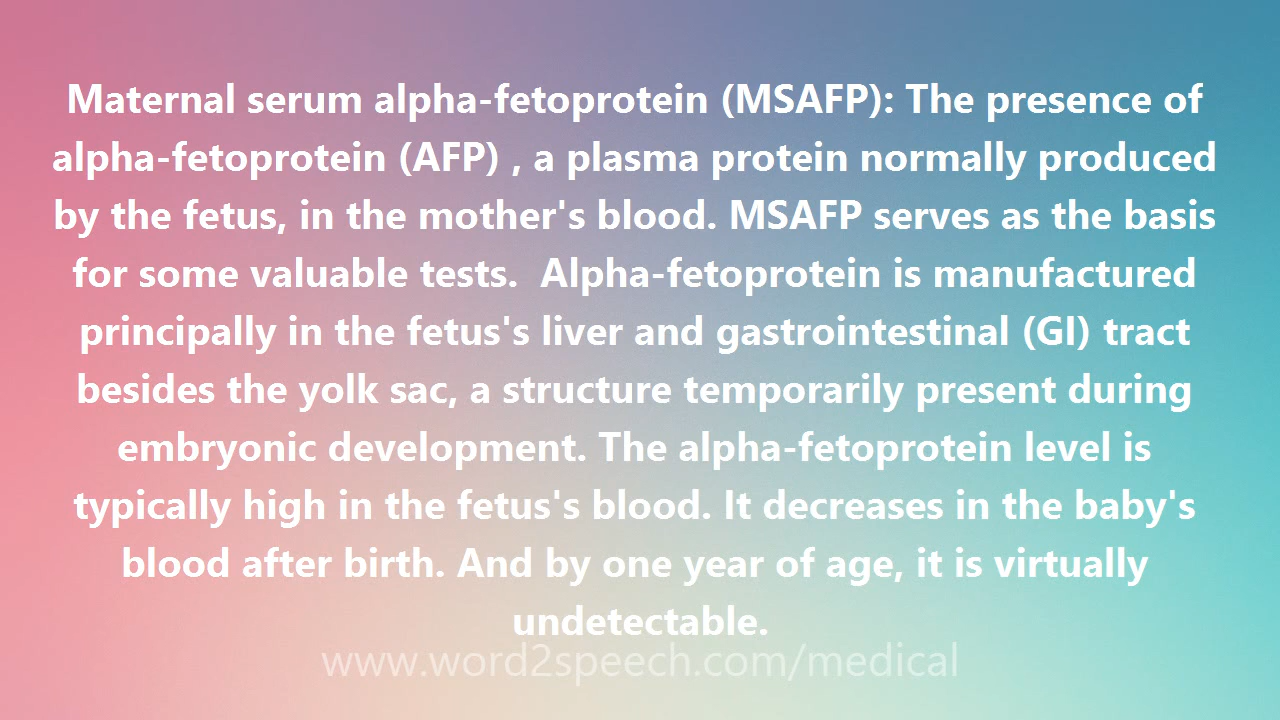 Maternal serum alpha-fetoprotein (MSAFP): The presence of
alpha-fetoprotein (AFP) , a plasma protein normally produced
by the fetus, in the mother's blood. MSAFP serves as the basis
for some valuable tests.  Alpha-fetoprotein is manufactured
principally in the fetus's liver and gastrointestinal (GI) tract
besides the yolk sac, a structure temporarily present during
embryonic development. The alpha-fetoprotein level is
typically high in the fetus's blood. It decreases in the baby's
blood after birth. And by one year of age, it is virtually
undetectable.
www.word2speech.com/medical